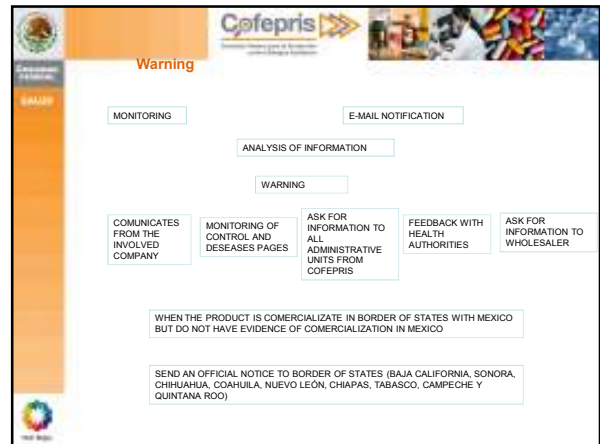 Cofepris
Warning
SALUD
MONITORING
E-MAIL NOTIFICATION
ANALYSIS OF INFORMATION
WARNING
COMUNICATES
FROM THE
INVOLVED
COMPANY
MONITORING OF
CONTROL AND
DESEASES PAGES
ASK FOR
INFORMATION TO
ALL
ADMINISTRATIVE
UNITS FROM
COFEPRIS
FEEDBACK WITH
HEALTH
AUTHORITIES
ASK FOR
INFORMATION TO
WHOLESALER
WHEN THE PRODUCT IS COMERCIALIZATE IN BORDER OF STATES WITH MEXICO
BUT DO NOT HAVE EVIDENCE OF COMERCIALIZATION IN MEXICO
SEND AN OFFICIAL NOTICE TO BORDER OF STATES (BAJA CALIFORNIA, SONORA,
CHIHUAHUA, COAHUILA, NUEVO LEÓN, CHIAPAS, TABASCO, CAMPECHE Y
QUINTANA ROO)